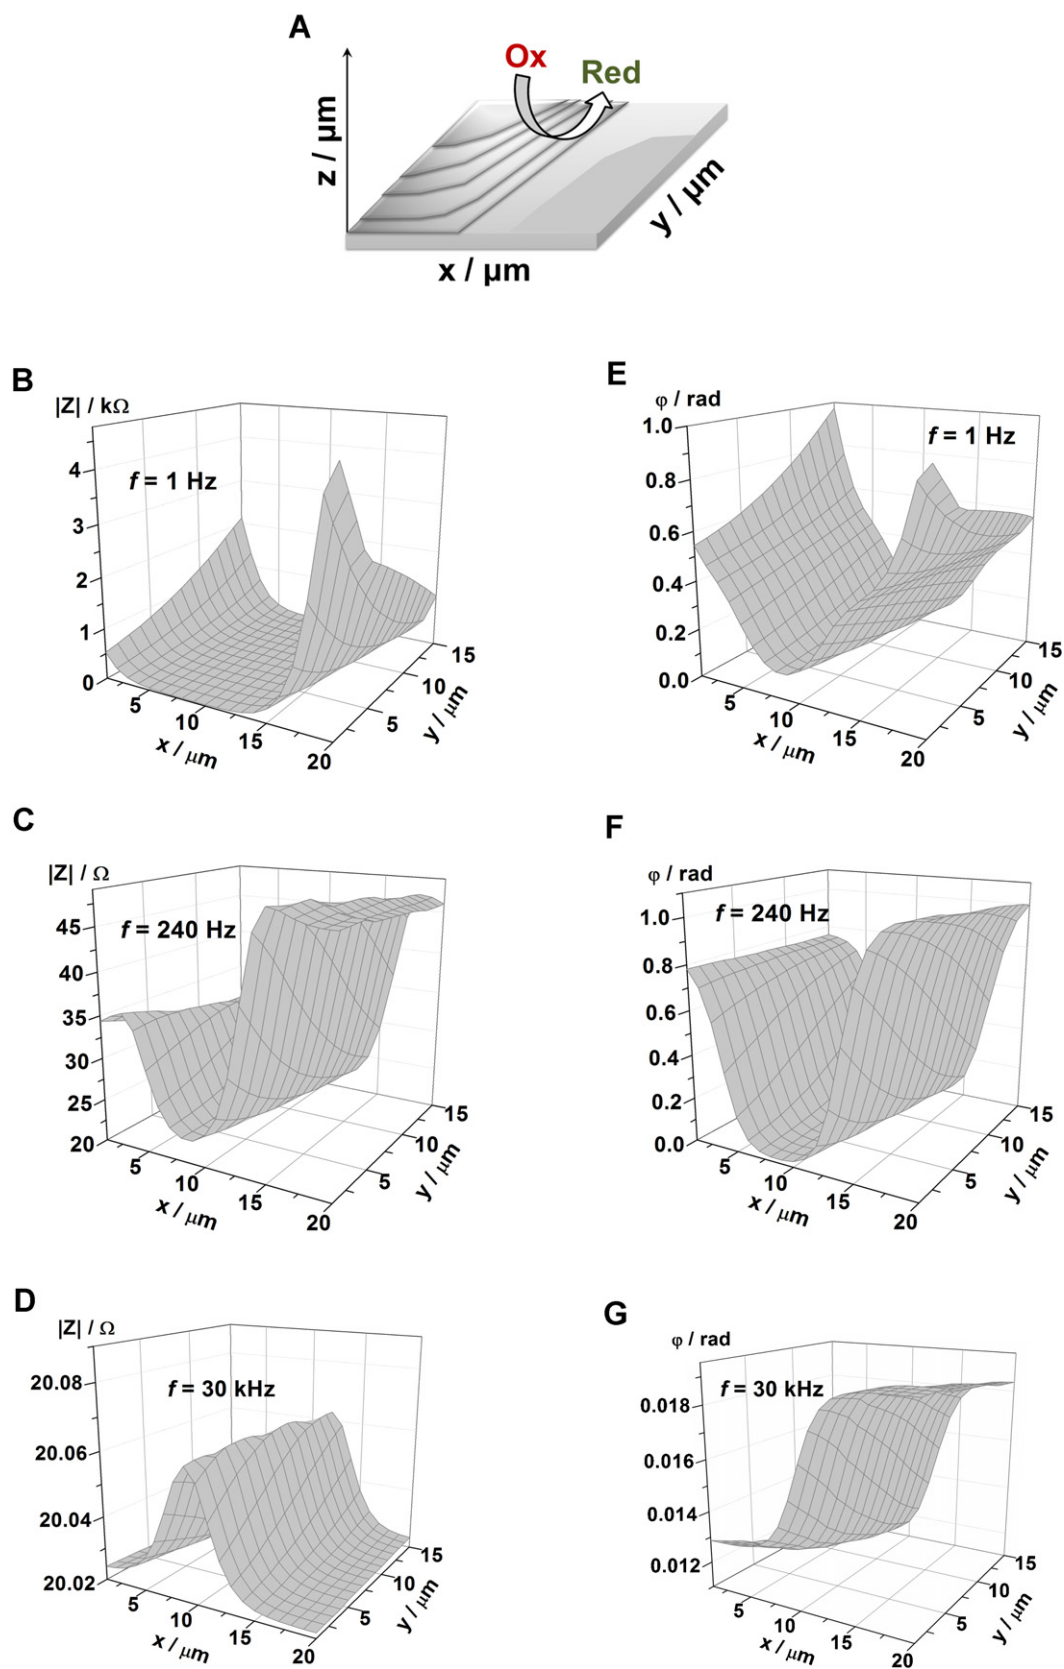 A
Ox
Red
z / µm
y / µm
x / µm
B
|Z| / kΩ
f = 1 Hz
4
3
2
1
0
5
10
15
20
x / µm
5
10
15
y / µm
E
φ / rad
f = 1 Hz
1.0
0.8
0.6
0.4
0.2
0.0
5
10
15
20
x / µm
5
10
15
y / µm
C
|Z| / Ω
f = 240 Hz
45
40
35
30
25
20
5
10
15
20
x / µm
5
10
15
y / µm
F
φ / rad
f = 240 Hz
1.0
0.8
0.6
0.4
0.2
0.0
5
10
15
20
x / µm
5
10
15
y / µm
D
|Z| / Ω
f = 30 kHz
20.08
20.06
20.04
20.02
5
10
15
20
x / µm
5
10
15
y / µm
G
φ / rad
f = 30 kHz
0.018
0.016
0.014
0.012
5
10
15
20
x / µm
5
10
15
y / µm